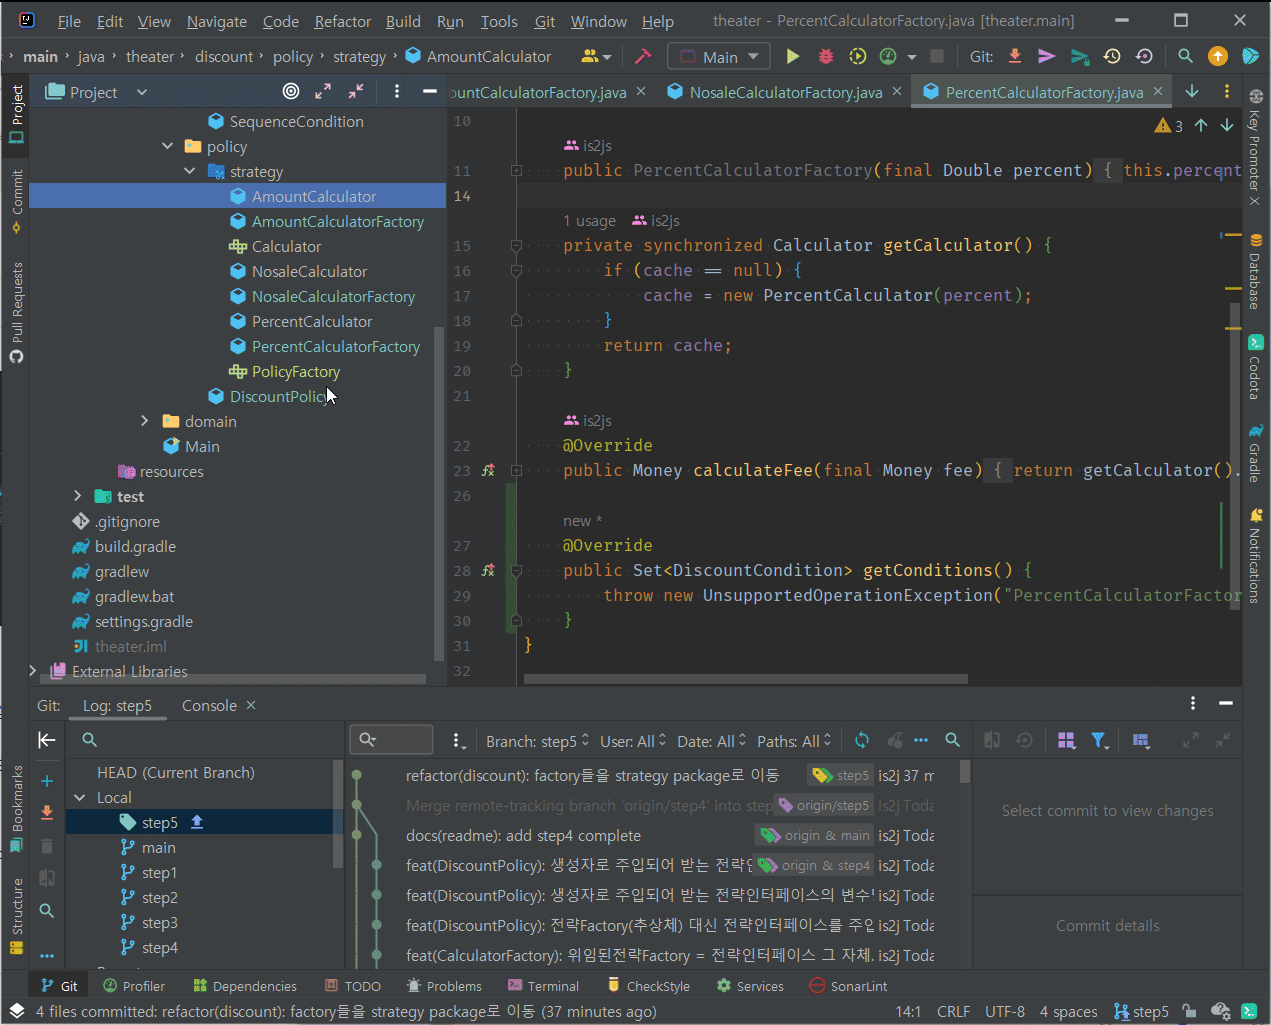 File Edit View Navigate Code Refactor Build Run Tools Git Window Help theater - PercentCalculatorFactory.java [theater.main]
main java theater discount policy strategy AmountCalculator Main Git:
Project
ountCalculatorFactory.java NosaleCalculatorFactory.java PercentCalculatorFactory.java
SequenceCondition
policy
strategy
AmountCalculator
AmountCalculatorFactory
Calculator
NosaleCalculator
NosaleCalculatorFactory
PercentCalculator
PercentCalculatorFactory
PolicyFactory
DiscountPolicy
domain
Main
resources
test
.gitignore
build.gradle
gradlew
gradlew.bat
settings.gradle
theater.iml
External Libraries
3
10
is2js
11 public PercentCalculatorFactory(final Double percent) { this.percent
14
1 usage is2js
15 private synchronized Calculator getCalculator() {
16 if (cache == null) {
17 cache = new PercentCalculator(percent);
18 }
19 return cache;
20 }
21
is2js
22 @Override
23 public Money calculateFee(final Money fee) { return getCalculator().
26
new *
27 @Override
28 public Set<DiscountCondition> getConditions() {
29 throw new UnsupportedOperationException("PercentCalculatorFactor
30 }
31 }
32
Project
Commit
Pull Requests
Bookmarks
Structure
Key Promoter X
Database
Codota
Gradle
Notifications
Git: Log: step5 Console
HEAD (Current Branch)
Local
step5
main
step1
step2
step3
step4
Branch: step5 User: All Date: All Paths: All
refactor(discount): factory들을 strategy package로 이동 step5 is2j 37 m
Merge remote-tracking branch 'origin/step4' into step origin/step5 is2j Toda
docs(readme): add step4 complete origin & main is2j Toda
feat(DiscountPolicy): 생성자로 주입되어 받는 전략인 origin & step4 is2j Toda
feat(DiscountPolicy): 생성자로 주입되어 받는 전략인터페이스의 변수 is2j Toda
feat(DiscountPolicy): 전략Factory(추상체) 대신 전략인터페이스를 주입 is2j Toda
feat(CalculatorFactory): 위임된전략Factory = 전략인터페이스 그 자체. is2j Toda
Select commit to view changes
Commit details
Git Profiler Dependencies TODO Problems Terminal CheckStyle Services SonarLint
4 files committed: refactor(discount): factory들을 strategy package로 이동 (37 minutes ago) 14:1 CRLF UTF-8 4 spaces step5